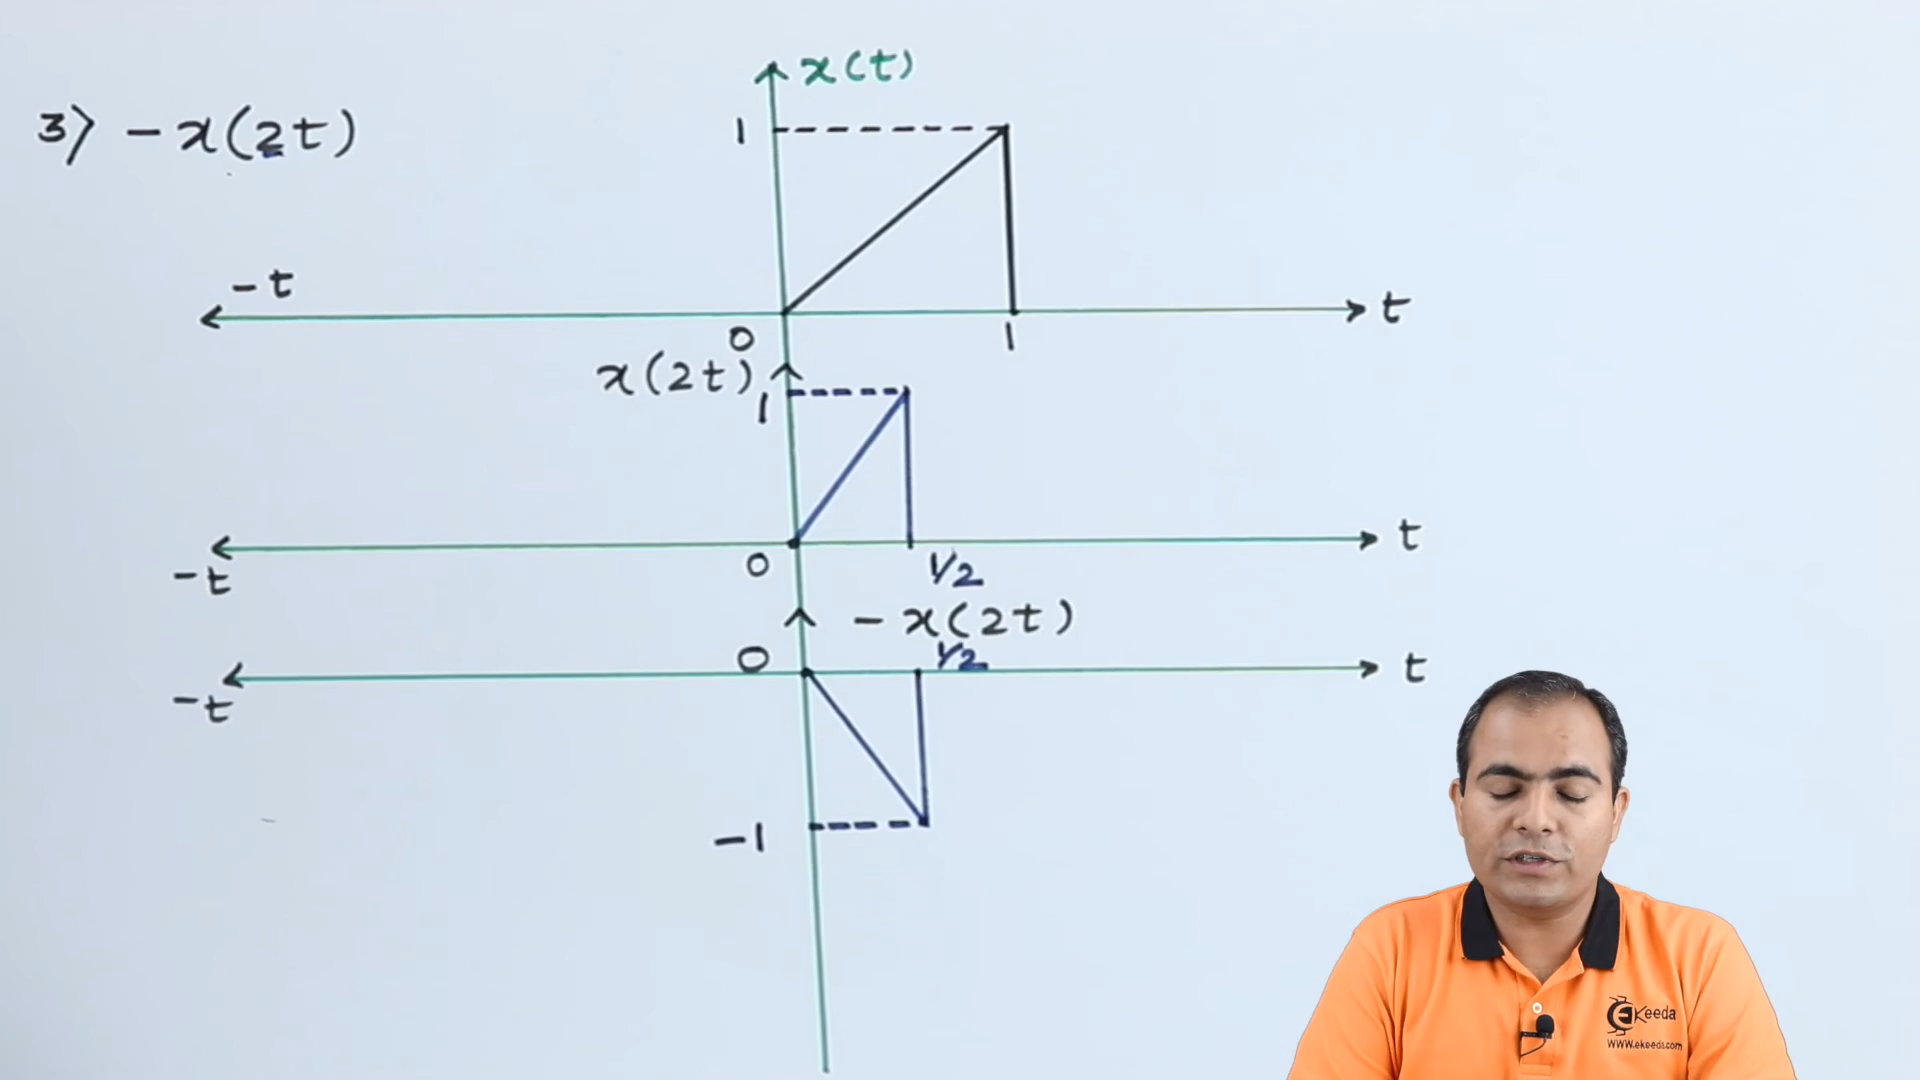 x(t)
3) - x(2t)
1
-t
t
0
1
x(2t)
1
t
-t
0
1/2
- x(2t)
0
1/2
t
-t
-1
EKeeda
www.ekeeda.com